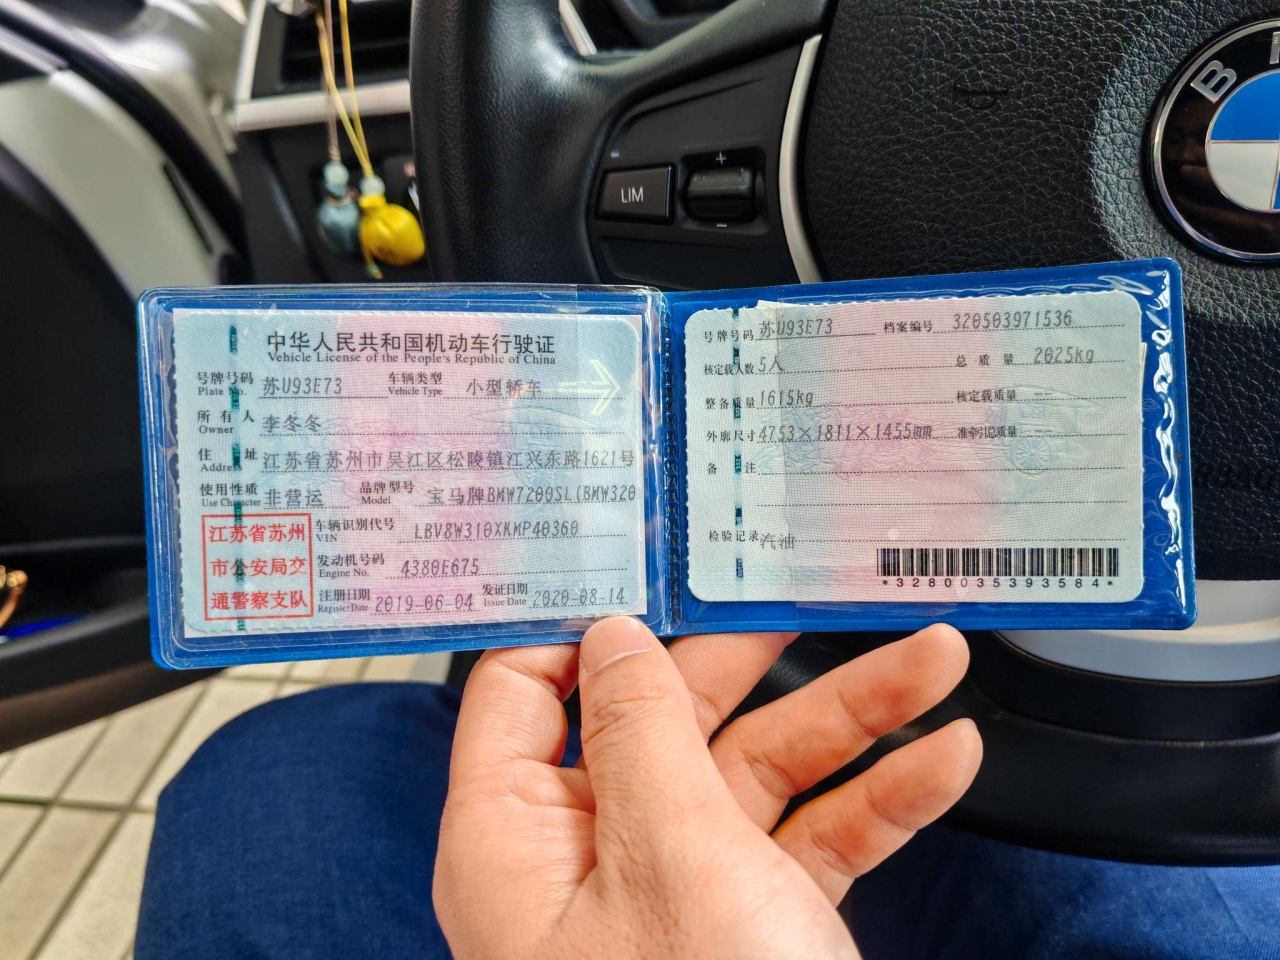 LIM
+
−
B
中华人民共和国机动车行驶证
Vehicle License of the People's Republic of China
号牌号码 苏U93E73 车辆类型 小型轿车
Plate No. Vehicle Type
所有人 李冬冬
Owner
住址 江苏省苏州市吴江区松陵镇江兴东路1621号
Address
使用性质 非营运 品牌型号 宝马牌BMW7209SL(BMW320
Use Character Model
江苏省苏州
市公安局交
通警察支队
车辆识别代号 LBV8W310XKMP40360
VIN
发动机号码 4380E675
Engine No.
注册日期 2019-06-04 发证日期 2020-08-14
Register Date Issue Date
号牌号码 苏U93E73 档案编号 320503971536
核定载人数 5人 总质量 2025kg
整备质量 1615kg 核定载质量 --
外廓尺寸 4753×1811×1455mm 准牵引总质量 --
备注
检验记录 汽油
*3280035393584*